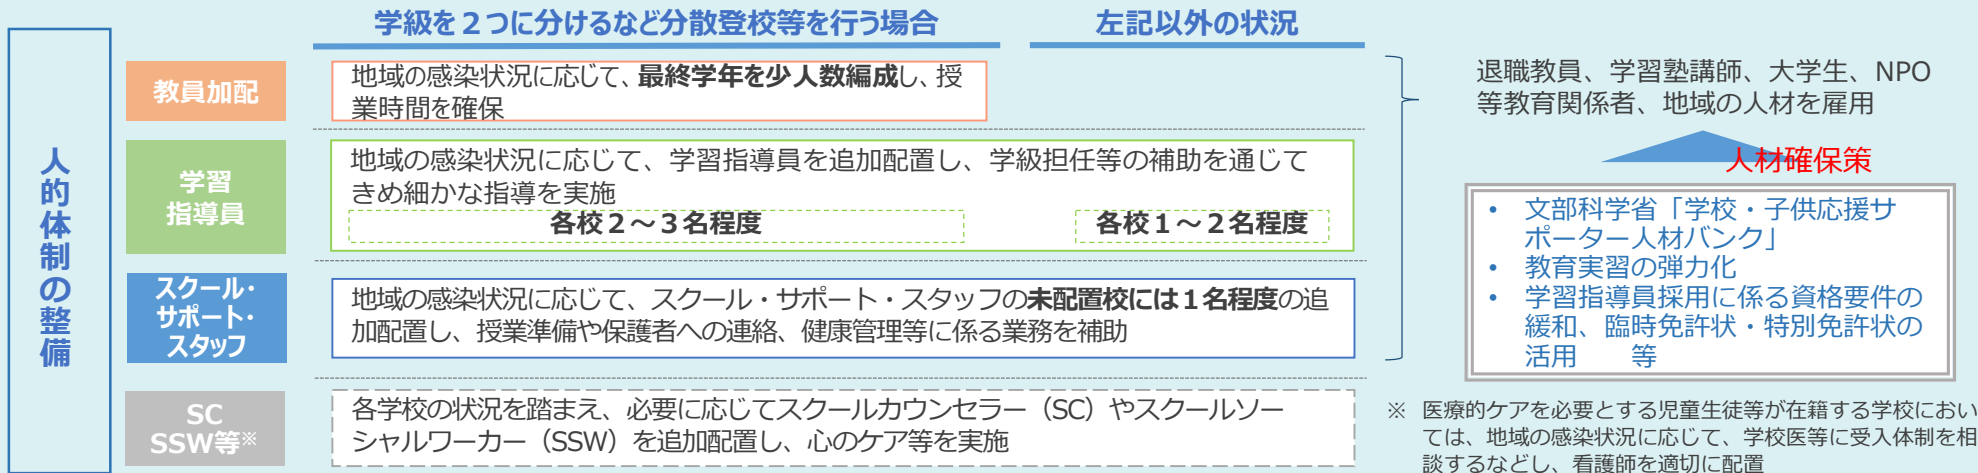 学級を２つに分けるなど分散登校等を行う場合
左記以外の状況
人的体制の整備
教員加配
地域の感染状況に応じて、最終学年を少人数編成し、授
業時間を確保
学習
指導員
地域の感染状況に応じて、学習指導員を追加配置し、学級担任等の補助を通じて
きめ細かな指導を実施
各校２～３名程度
各校１～２名程度
スクール・
サポート・
スタッフ
地域の感染状況に応じて、スクール・サポート・スタッフの未配置校には１名程度の追
加配置し、授業準備や保護者への連絡、健康管理等に係る業務を補助
SC
SSW等※
各学校の状況を踏まえ、必要に応じてスクールカウンセラー（SC）やスクールソー
シャルワーカー（SSW）を追加配置し、心のケア等を実施
退職教員、学習塾講師、大学生、NPO
等教育関係者、地域の人材を雇用
人材確保策
• 文部科学省「学校・子供応援サ
ポーター人材バンク」
• 教育実習の弾力化
• 学習指導員採用に係る資格要件の
緩和、臨時免許状・特別免許状の
活用　　等
※ 医療的ケアを必要とする児童生徒等が在籍する学校におい
ては、地域の感染状況に応じて、学校医等に受入体制を相
談するなどし、看護師を適切に配置